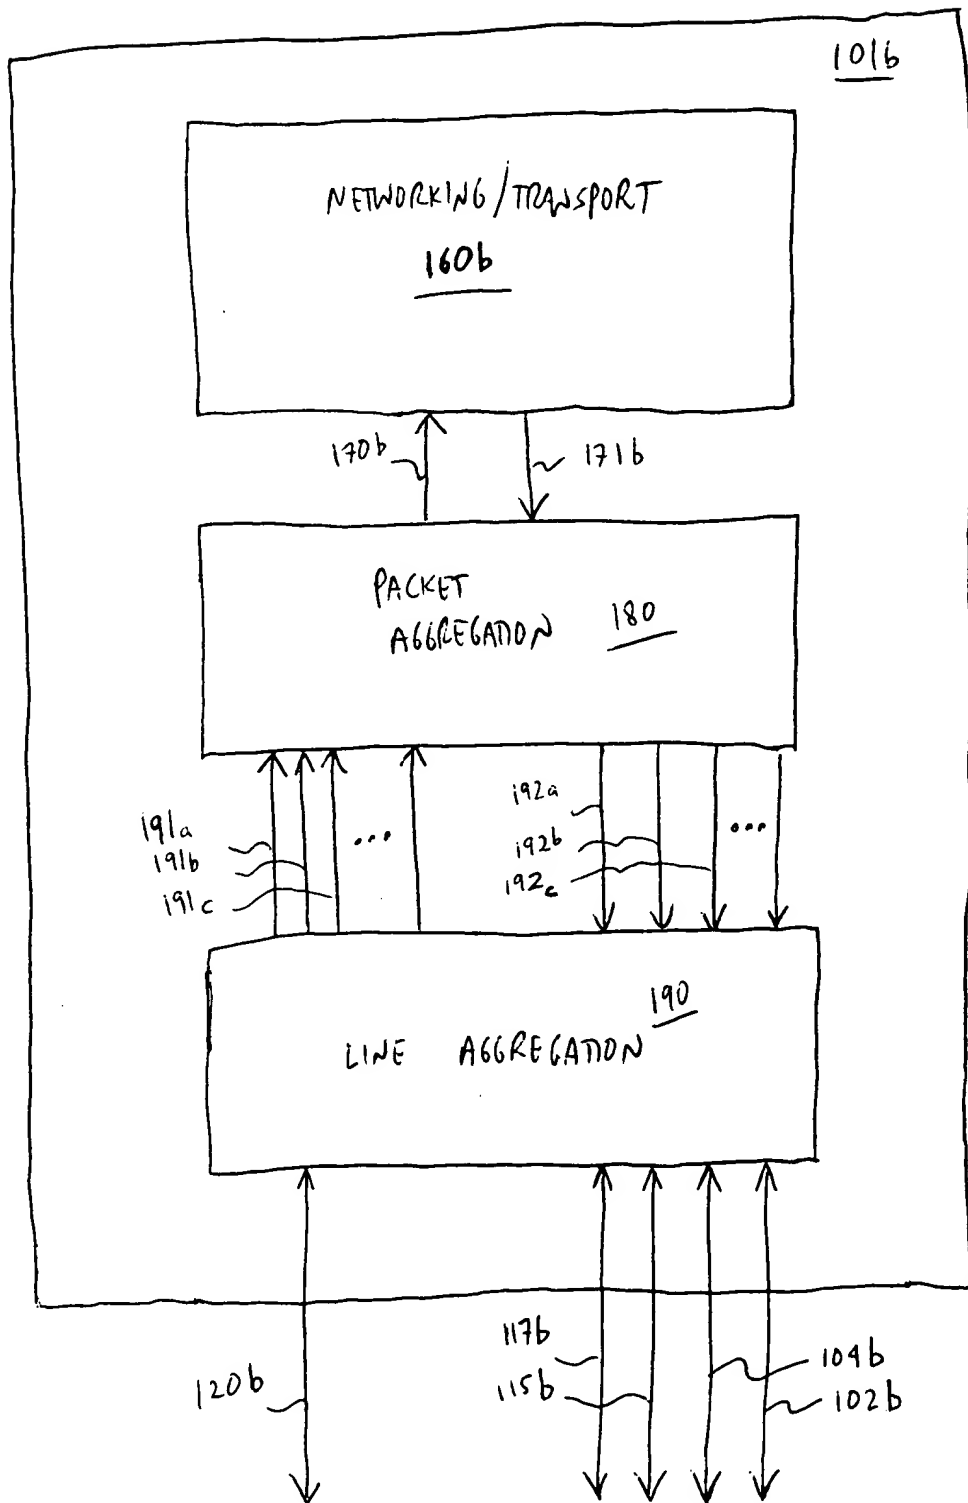 101b
NETWORKING/TRANSPORT
160b
170b
171b
PACKET
AGGREGATION 180
191a
191b
191c
...
192a
192b
192c
...
190
LINE AGGREGATION
120b
117b
115b
104b
102b